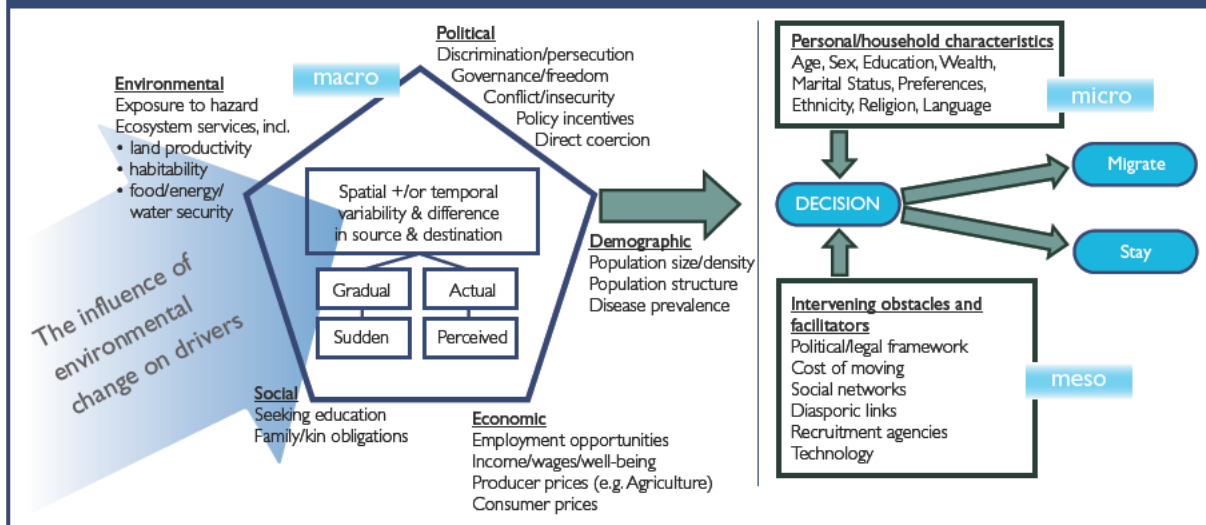 The influence of
environmental
change on drivers
Environmental
Exposure to hazard
Ecosystem services, incl.
• land productivity
• habitability
• food/energy/
water security
macro
Political
Discrimination/persecution
Governance/freedom
Conflict/insecurity
Policy incentives
Direct coercion
Spatial +/or temporal
variability & difference
in source & destination
Gradual
Actual
Sudden
Perceived
Demographic
Population size/density
Population structure
Disease prevalence
Social
Seeking education
Family/kin obligations
Economic
Employment opportunities
Income/wages/well-being
Producer prices (e.g. Agriculture)
Consumer prices
Personal/household characteristics
Age, Sex, Education, Wealth,
Marital Status, Preferences,
Ethnicity, Religion, Language
micro
DECISION
Migrate
Stay
Intervening obstacles and
facilitators
Political/legal framework
Cost of moving
Social networks
Diasporic links
Recruitment agencies
Technology
meso